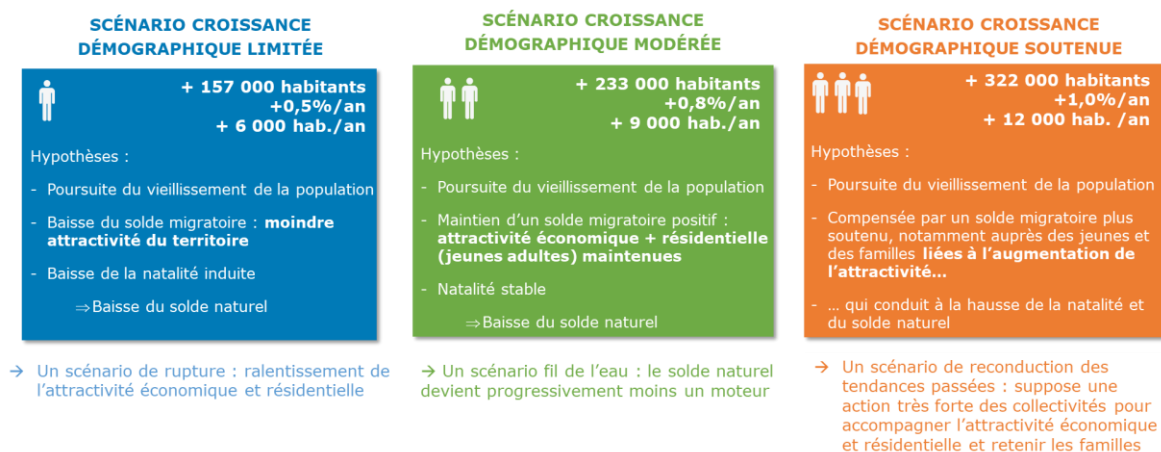 SCÉNARIO CROISSANCE
DÉMOGRAPHIQUE LIMITÉE
+ 157 000 habitants
+0,5%/an
+ 6 000 hab./an
Hypothèses :
- Poursuite du vieillissement de la population
- Baisse du solde migratoire : moindre
attractivité du territoire
- Baisse de la natalité induite
⇒Baisse du solde naturel
→ Un scénario de rupture : ralentissement de
l’attractivité économique et résidentielle
SCÉNARIO CROISSANCE
DÉMOGRAPHIQUE MODÉRÉE
+ 233 000 habitants
+0,8%/an
+ 9 000 hab./an
Hypothèses :
- Poursuite du vieillissement de la population
- Maintien d’un solde migratoire positif :
attractivité économique + résidentielle
(jeunes adultes) maintenues
- Natalité stable
⇒Baisse du solde naturel
→ Un scénario fil de l’eau : le solde naturel
devient progressivement moins un moteur
SCÉNARIO CROISSANCE
DÉMOGRAPHIQUE SOUTENUE
+ 322 000 habitants
+1,0%/an
+ 12 000 hab. /an
Hypothèses :
- Poursuite du vieillissement de la population
- Compensée par un solde migratoire plus
soutenu, notamment auprès des jeunes et
des familles liées à l’augmentation de
l’attractivité…
- … qui conduit à la hausse de la natalité et
du solde naturel
→ Un scénario de reconduction des
tendances passées : suppose une
action très forte des collectivités pour
accompagner l’attractivité économique
et résidentielle et retenir les familles